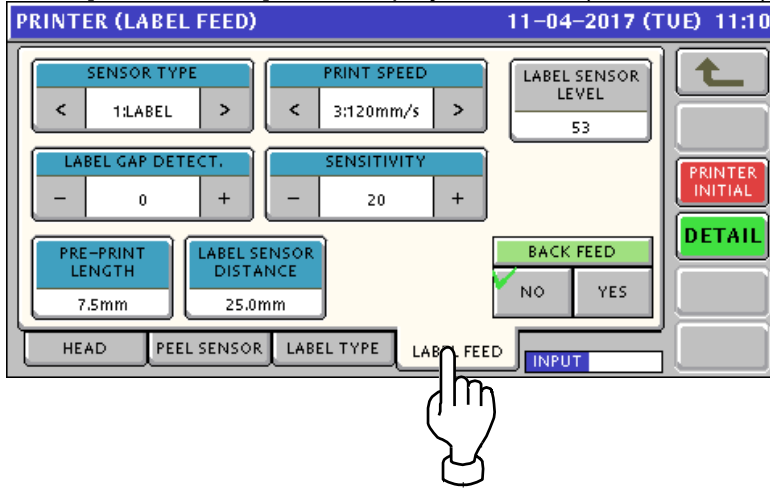 PRINTER (LABEL FEED) 11-04-2017 (TUE) 11:10
SENSOR TYPE
< 1:LABEL >
PRINT SPEED
< 3:120mm/s >
LABEL SENSOR
LEVEL
53
LABEL GAP DETECT.
- 0 +
SENSITIVITY
- 20 +
PRINTER
INITIAL
DETAIL
PRE-PRINT
LENGTH
7.5mm
LABEL SENSOR
DISTANCE
25.0mm
BACK FEED
NO YES
HEAD PEEL SENSOR LABEL TYPE LABEL FEED
INPUT